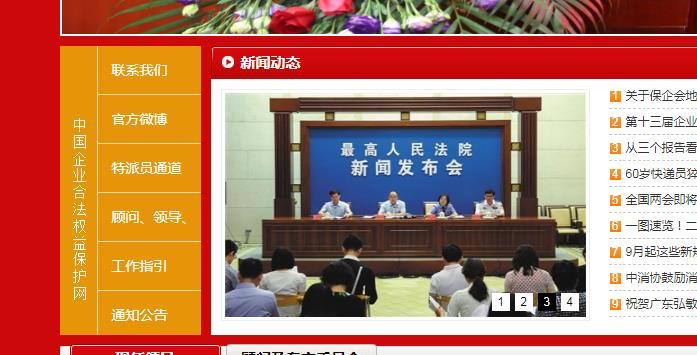 新闻动态
中国企业合法权益保护网
联系我们
官方微博
特派员通道
顾问、领导、
工作指引
通知公告
最高人民法院
新闻发布会
1 2 3 4
1 关于保企会地
2 第十三届企业
3 从三个报告看
4 60岁快递员猝
5 全国两会即将
6 一图速览！二
7 9月起这些新规
8 中消协鼓励消
9 祝贺广东弘敏